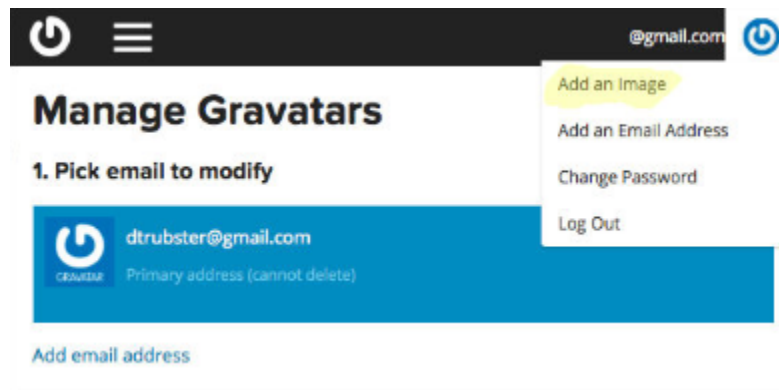 @gmail.com
Add an Image
Add an Email Address
Change Password
Log Out
Manage Gravatars
1. Pick email to modify
dtrubster@gmail.com
GRAVATAR
Primary address (cannot delete)
Add email address